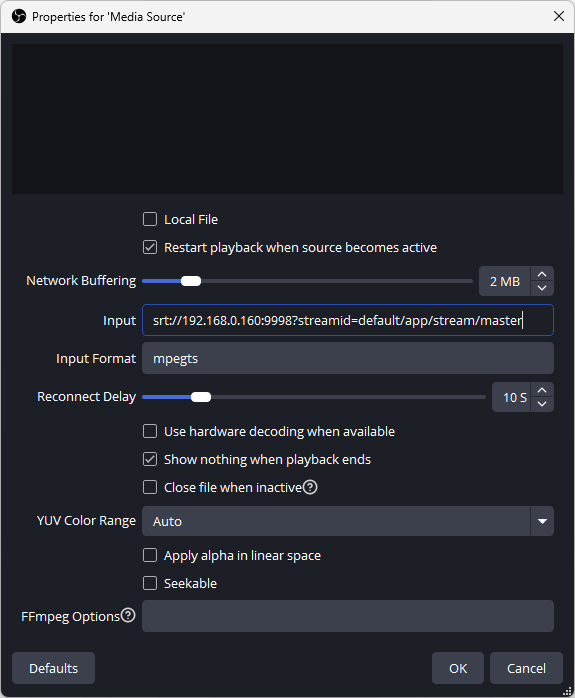 Properties for 'Media Source'
Local File
Restart playback when source becomes active
Network Buffering 2 MB
Input srt://192.168.0.160:9998?streamid=default/app/stream/master
Input Format mpegts
Reconnect Delay 10 S
Use hardware decoding when available
Show nothing when playback ends
Close file when inactive ?
YUV Color Range Auto
Apply alpha in linear space
Seekable
FFmpeg Options ?
Defaults OK Cancel